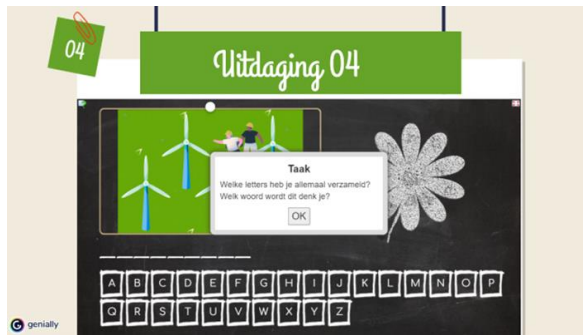 04
Uitdaging 04
Taak
Welke letters heb je allemaal verzameld?
Welk woord wordt dit denk je?
OK
A B C D E F G H I J K L M N O P
Q R S T U V W X Y Z
genially